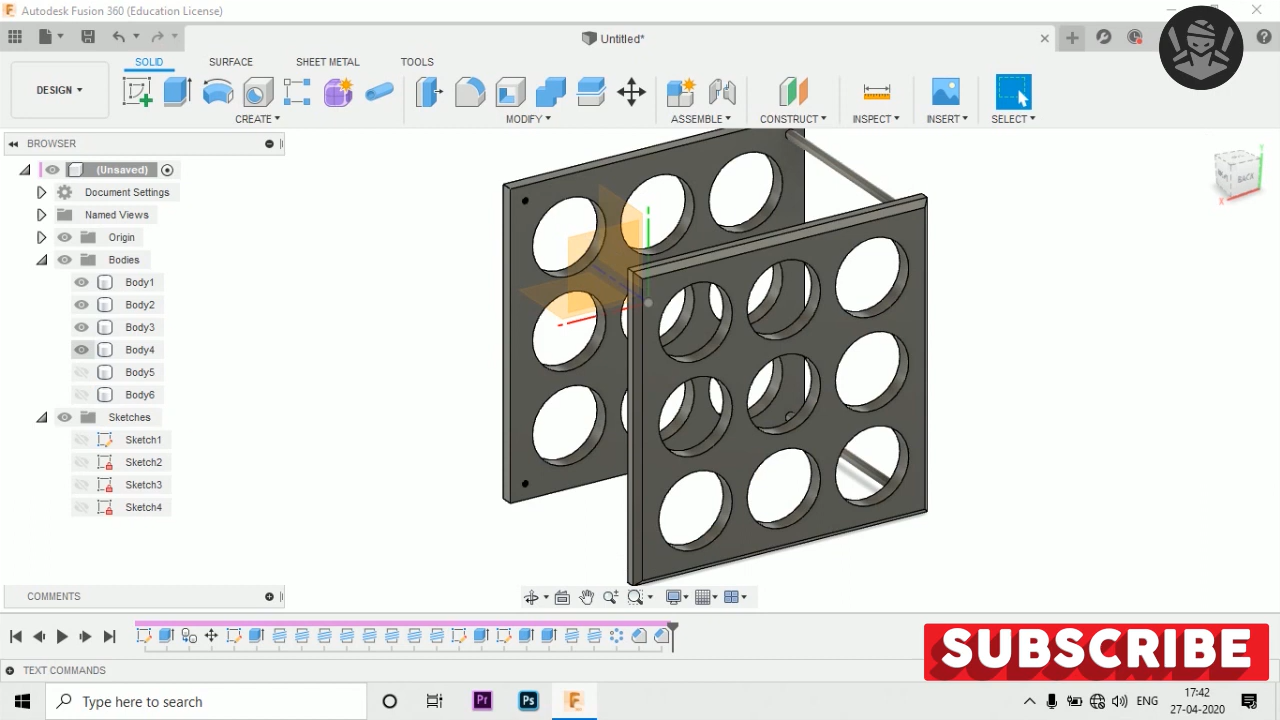 Autodesk Fusion 360 (Education License)
Untitled*
DESIGN
SOLID SURFACE SHEET METAL TOOLS
CREATE MODIFY ASSEMBLE CONSTRUCT INSPECT INSERT SELECT
BROWSER
(Unsaved)
Document Settings
Named Views
Origin
Bodies
Body1
Body2
Body3
Body4
Body5
Body6
Sketches
Sketch1
Sketch2
Sketch3
Sketch4
BACK
X
Y
COMMENTS
TEXT COMMANDS
SUBSCRIBE
Type here to search
Pr Ps F
ENG
17:42
27-04-2020